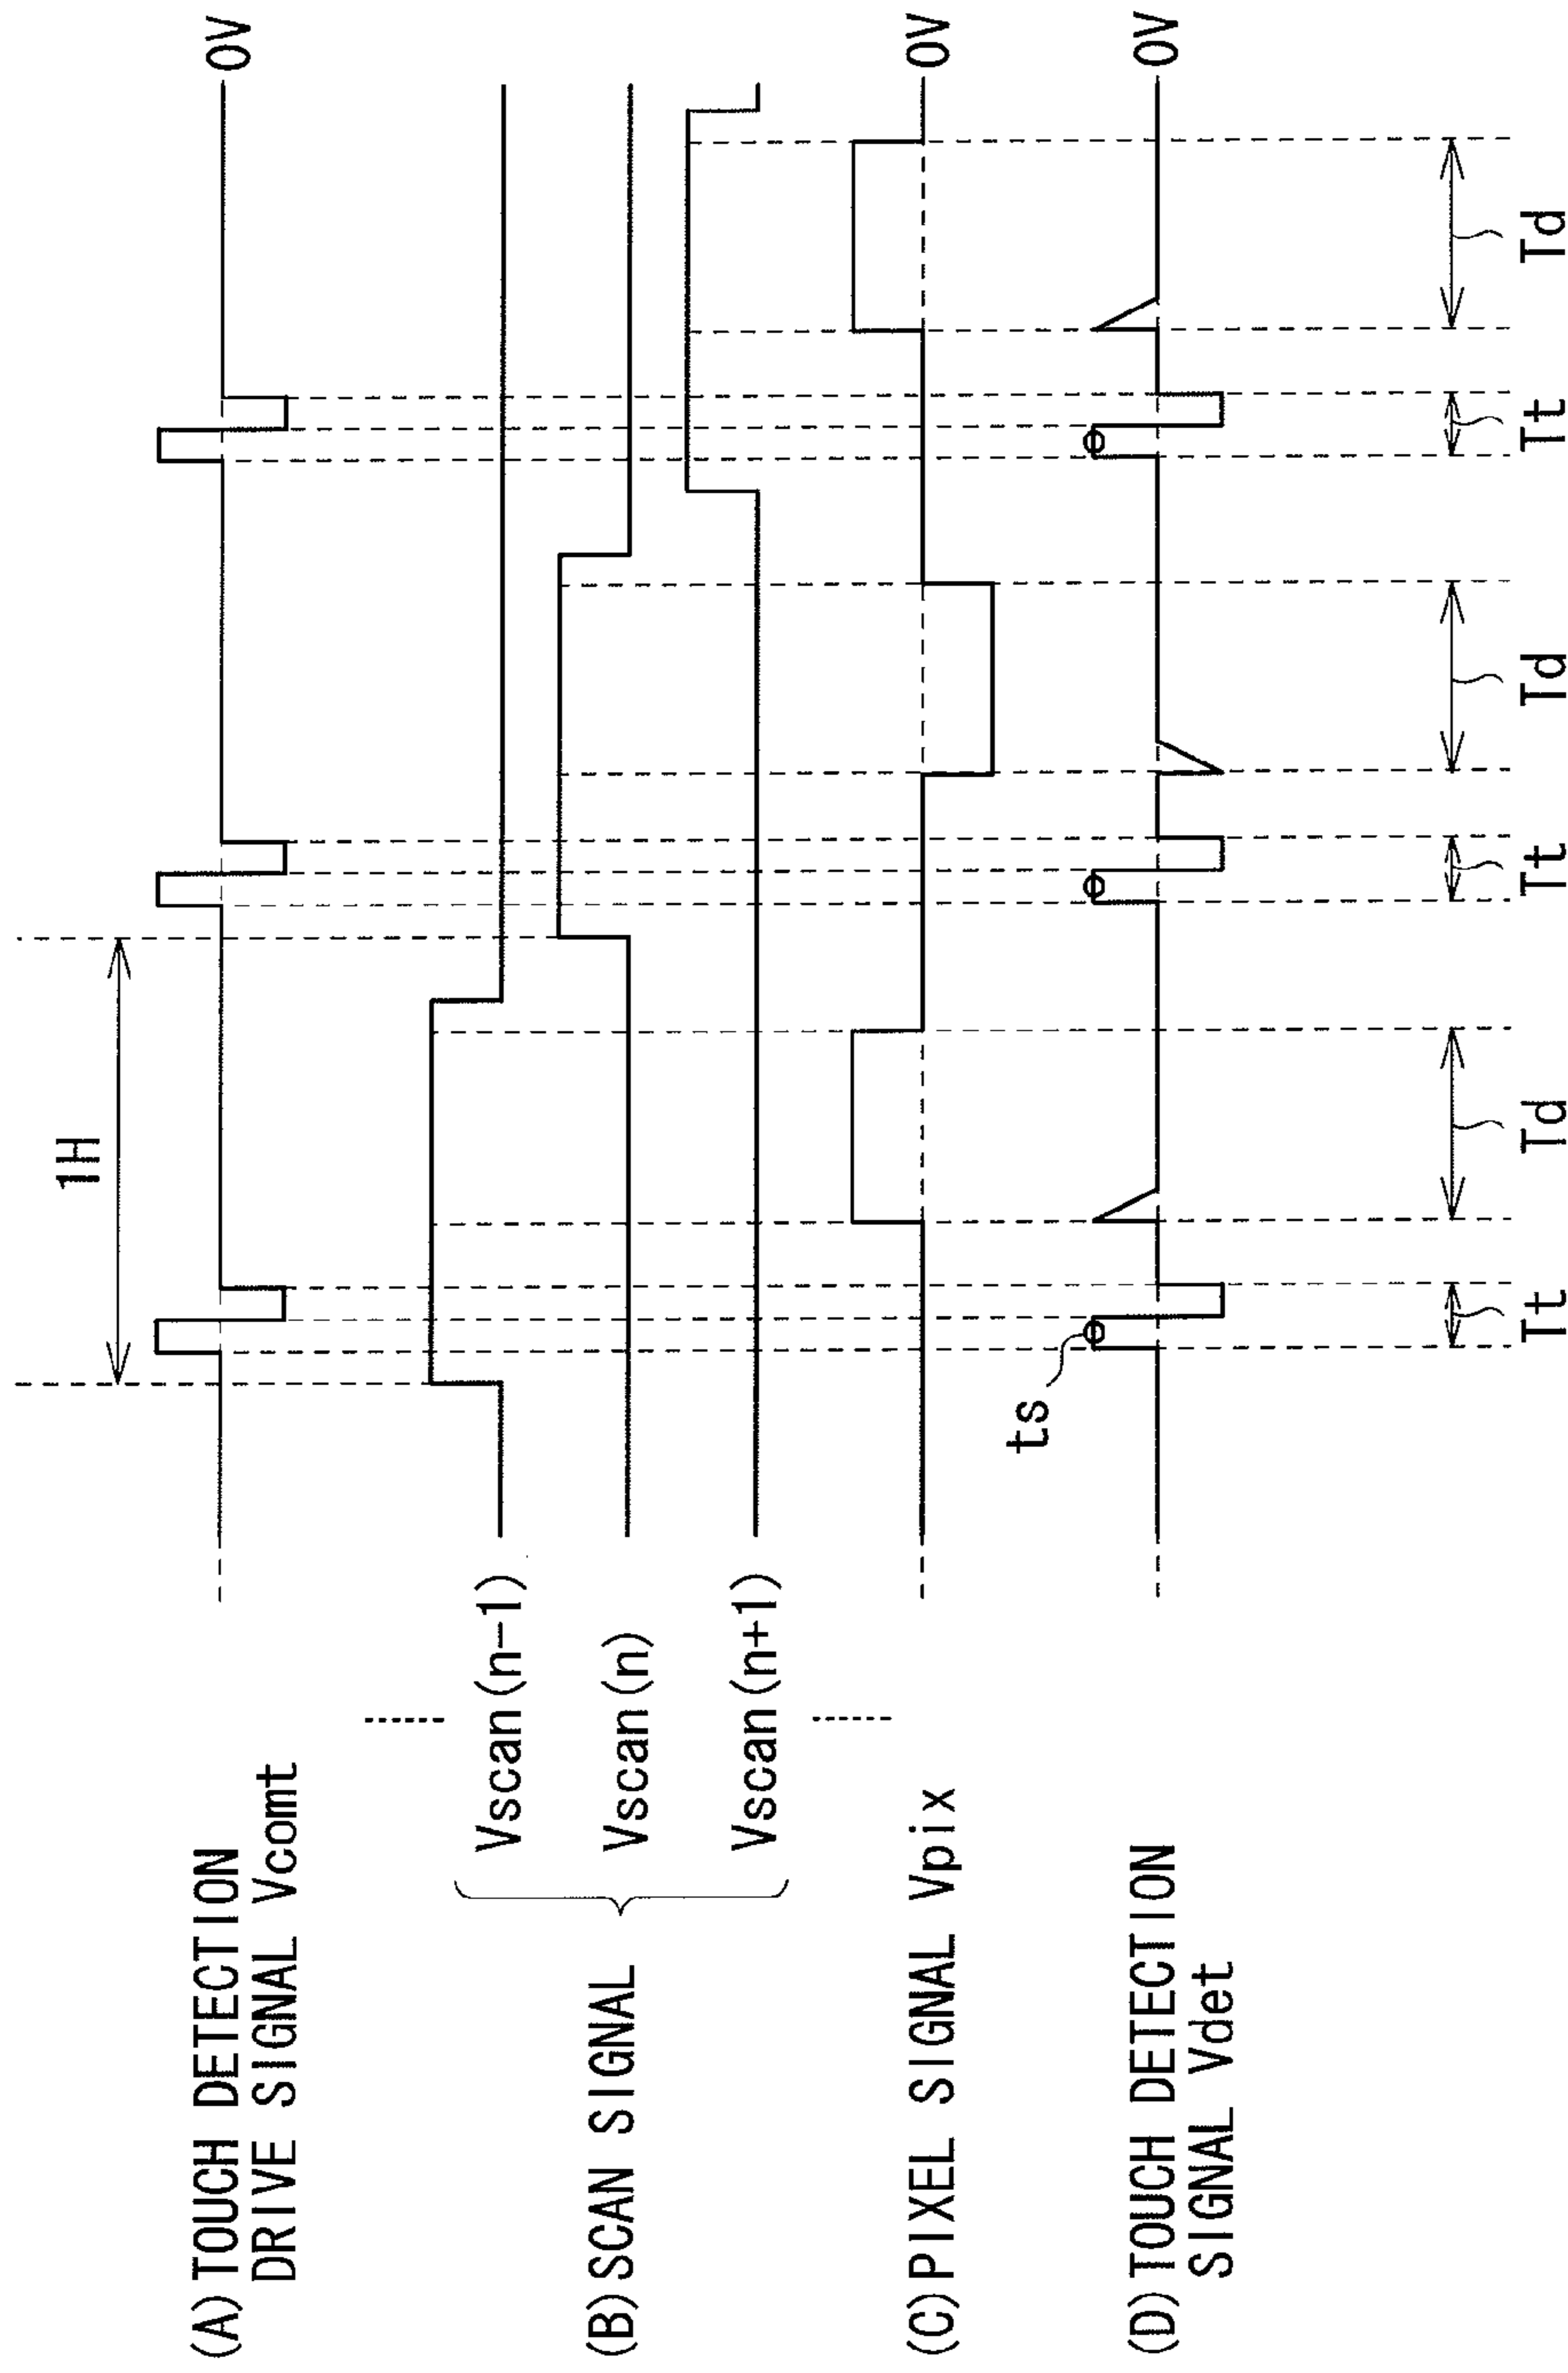 1H
(A) TOUCH DETECTION
DRIVE SIGNAL Vcomt
0V
(B) SCAN SIGNAL
Vscan(n-1)
Vscan(n)
Vscan(n+1)
(C) PIXEL SIGNAL Vpix
0V
ts
(D) TOUCH DETECTION
SIGNAL Vdet
0V
Tt Td Tt Td Tt Td